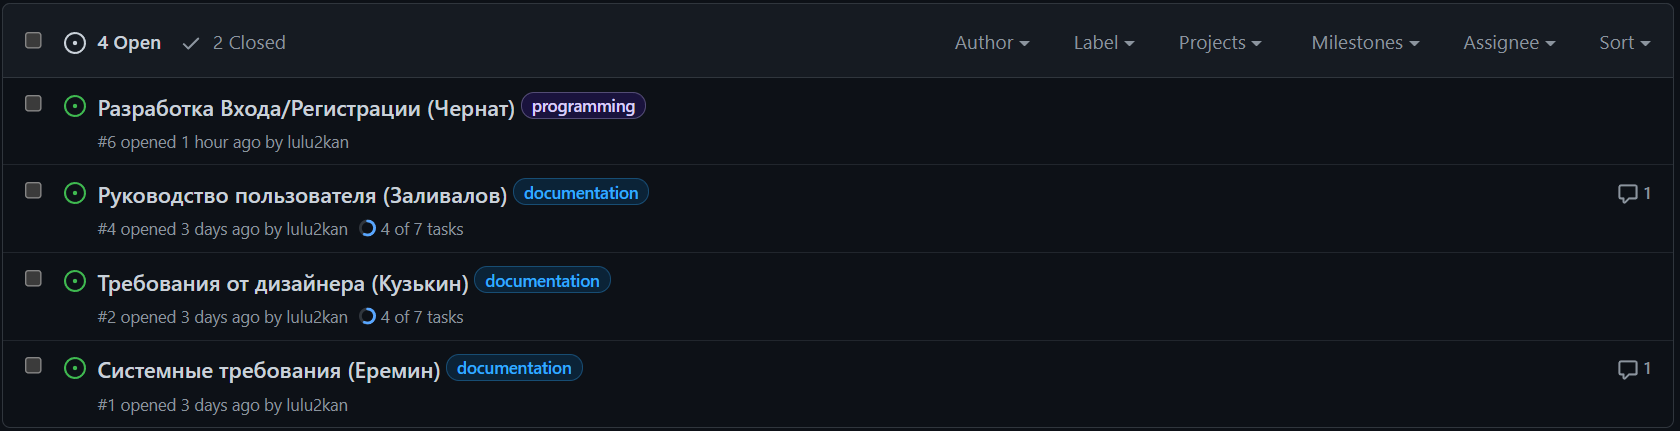 4 Open 2 Closed Author Label Projects Milestones Assignee Sort
Разработка Входа/Регистрации (Чернат) programming
#6 opened 1 hour ago by lulu2kan
Руководство пользователя (Заливалов) documentation 1
#4 opened 3 days ago by lulu2kan 4 of 7 tasks
Требования от дизайнера (Кузькин) documentation
#2 opened 3 days ago by lulu2kan 4 of 7 tasks
Системные требования (Еремин) documentation 1
#1 opened 3 days ago by lulu2kan